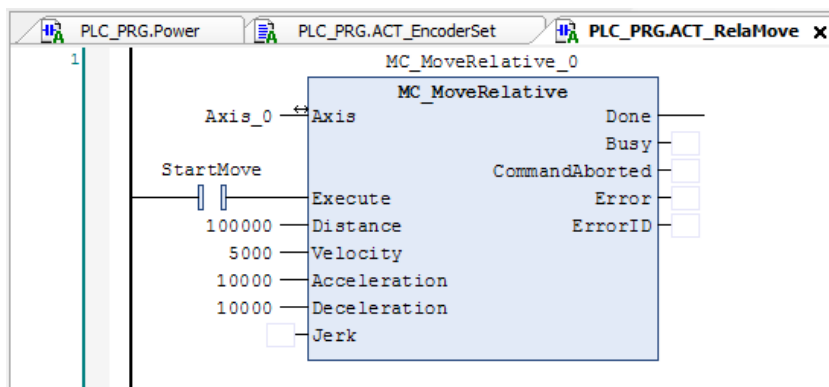 PLC_PRG.Power PLC_PRG.ACT_EncoderSet PLC_PRG.ACT_RelaMove x
1
MC_MoveRelative_0
MC_MoveRelative
Axis_0 Axis Done
Busy
StartMove CommandAborted
Execute Error
100000 Distance ErrorID
5000 Velocity
10000 Acceleration
10000 Deceleration
Jerk